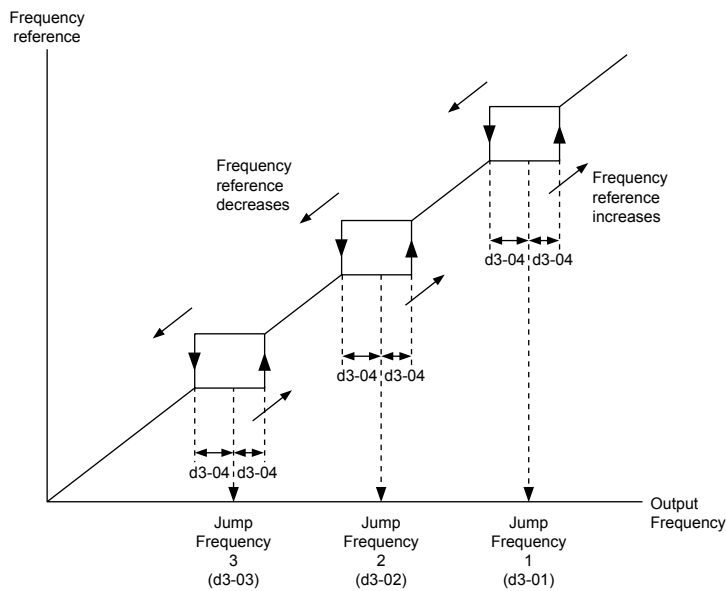 Frequency
reference
Frequency
reference
decreases
Frequency
reference
increases
d3-04
d3-04
d3-04
d3-04
d3-04
d3-04
Output
Frequency
Jump
Frequency
3
(d3-03)
Jump
Frequency
2
(d3-02)
Jump
Frequency
1
(d3-01)